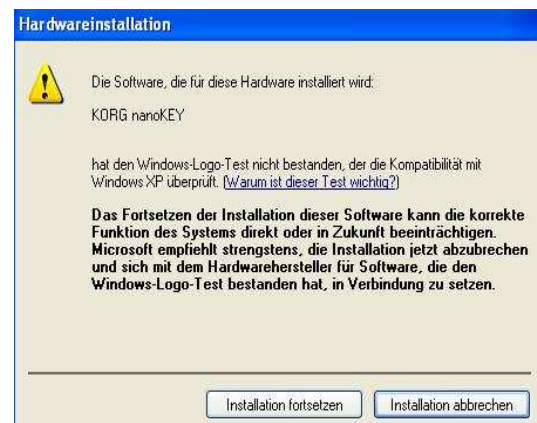 Hardwareinstallation
Die Software, die für diese Hardware installiert wird:
KORG nanoKEY
hat den Windows-Logo-Test nicht bestanden, der die Kompatibilität mit
Windows XP überprüft. (Warum ist dieser Test wichtig?)
Das Fortsetzen der Installation dieser Software kann die korrekte
Funktion des Systems direkt oder in Zukunft beeinträchtigen.
Microsoft empfiehlt strengstens, die Installation jetzt abzubrechen
und sich mit dem Hardwarehersteller für Software, die den
Windows-Logo-Test bestanden hat, in Verbindung zu setzen.
Installation fortsetzen Installation abbrechen